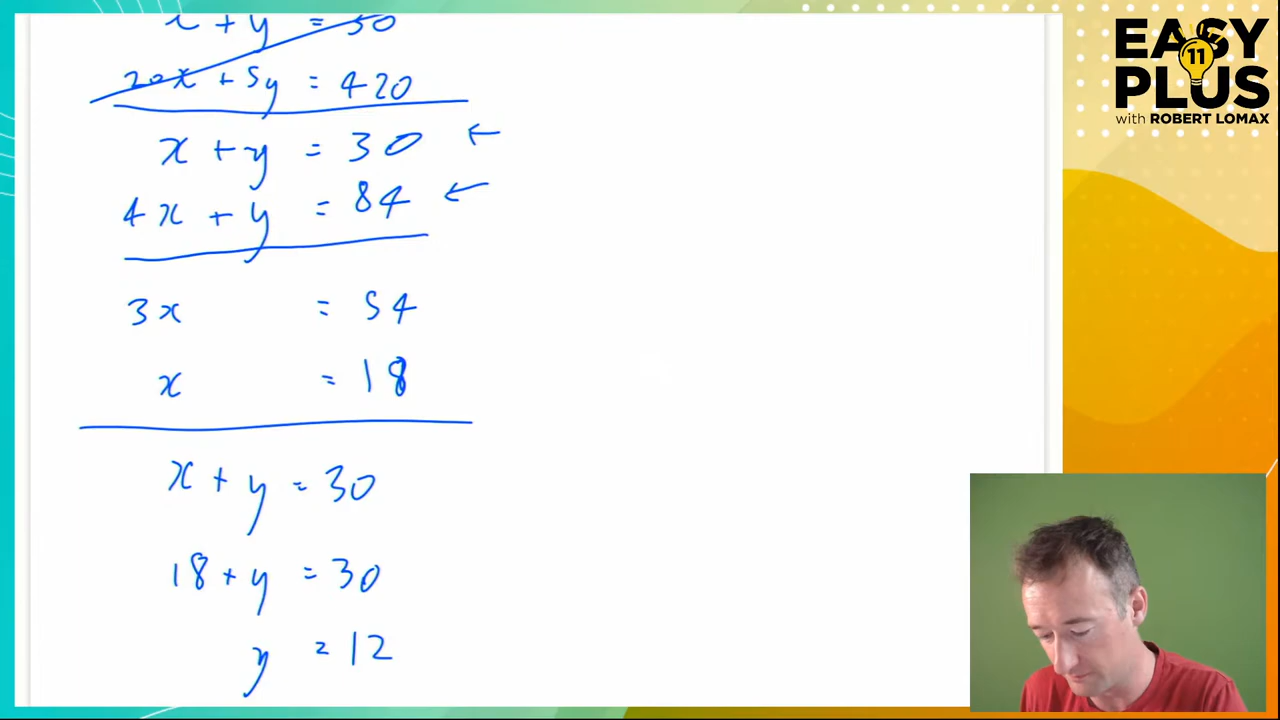 x + y = 30
20x + 5y = 420
x + y = 30 ←
4x + y = 84 ←
3x = 54
x = 18
x + y = 30
18 + y = 30
y = 12
EASY
11
PLUS
with ROBERT LOMAX